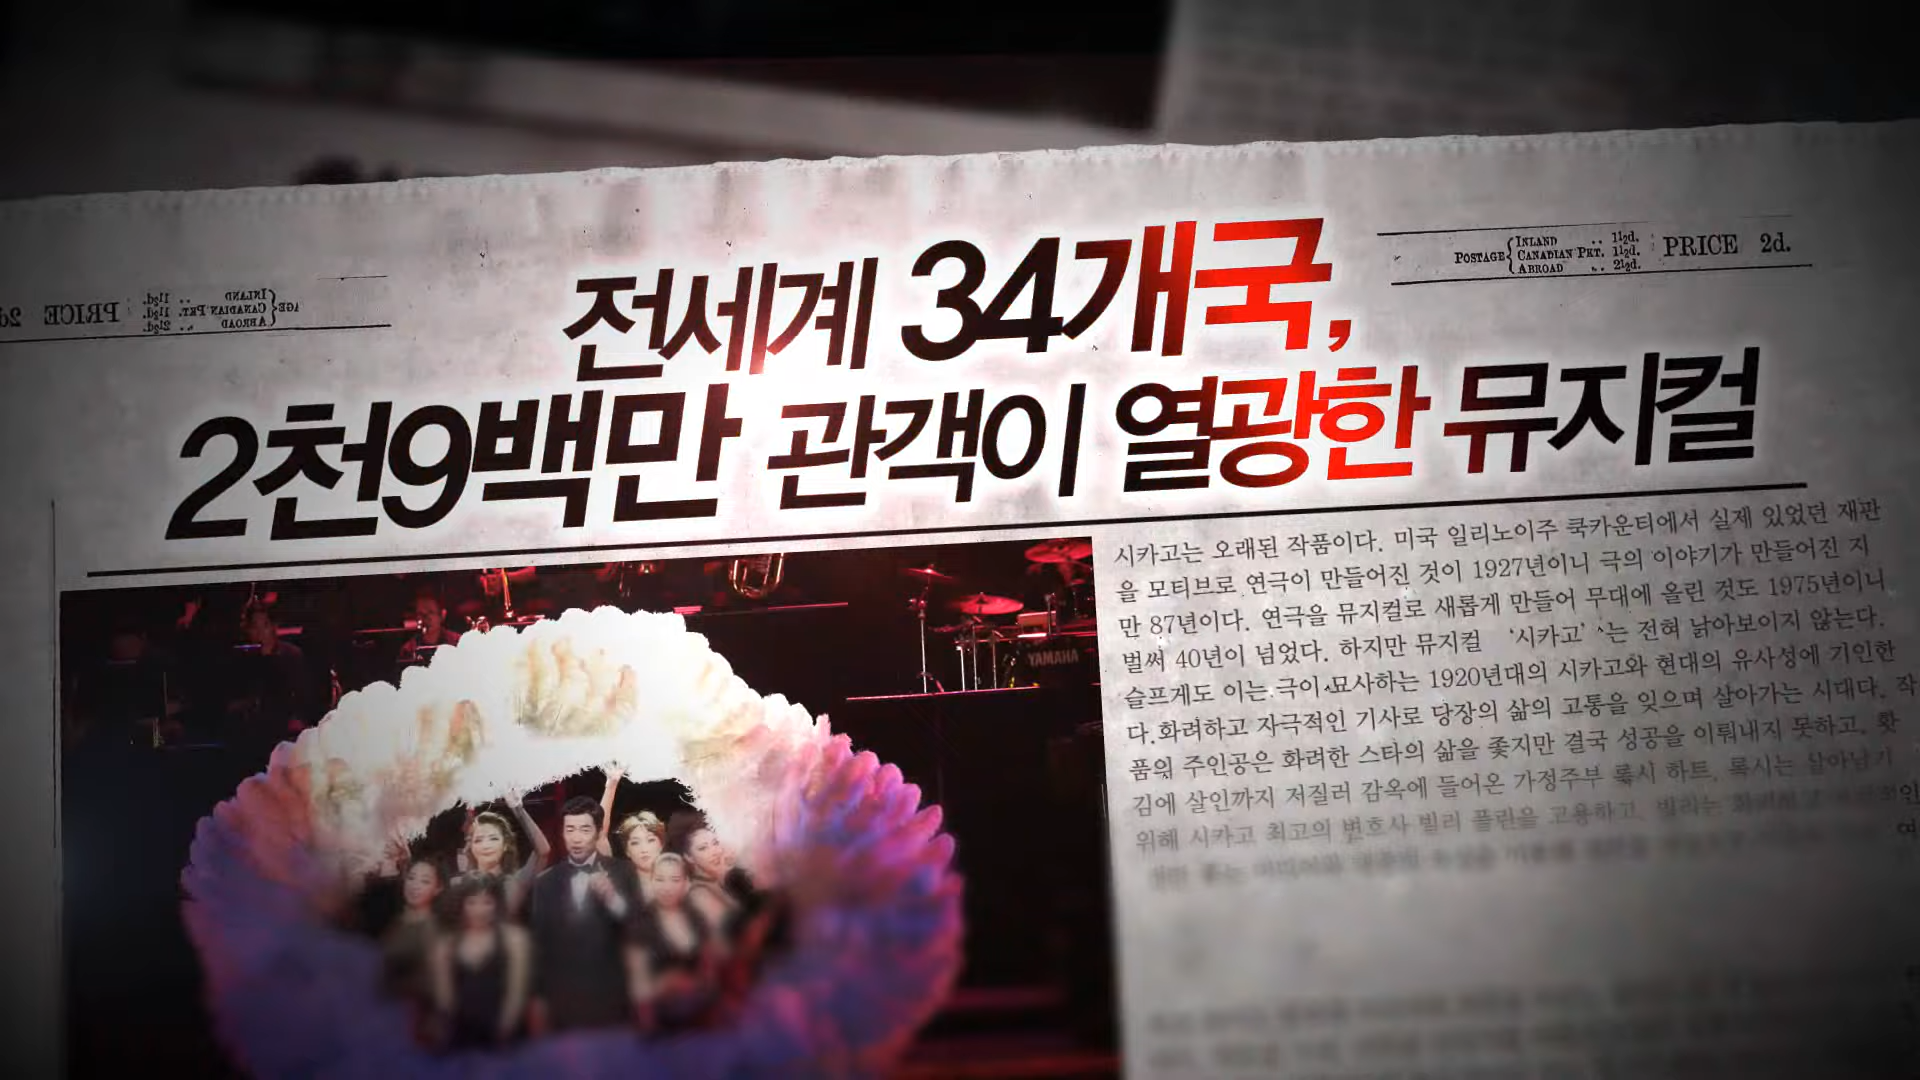 전세계 34개국,
2천9백만 관객이 열광한 뮤지컬
POSTAGE { INLAND .. 1½d.
CANADIAN PKT. 1½d.
ABROAD .. 2½d.
PRICE 2d.
YAMAHA
시카고는 오래된 작품이다. 미국 일리노이주 쿡카운티에서 실제 있었던 재판
을 모티브로 연극이 만들어진 것이 1927년이니 극의 이야기가 만들어진 지
만 87년이다. 연극을 뮤지컬로 새롭게 만들어 무대에 올린 것도 1975년이니
벌써 40년이 넘었다. 하지만 뮤지컬 '시카고' 는 전혀 낡아보이지 않는다.
슬프게도 이는 극이 묘사하는 1920년대의 시카고와 현대의 유사성에 기인한
다.화려하고 자극적인 기사로 당장의 삶의 고통을 잊으며 살아가는 시대다. 작
품의 주인공은 화려한 스타의 삶을 좇지만 결국 성공을 이뤄내지 못하고, 홧
김에 살인까지 저질러 감옥에 들어온 가정주부 록시 하트. 록시는 살아남기
위해 시카고 최고의 변호사 빌리 플린을 고용하고, 빌리는